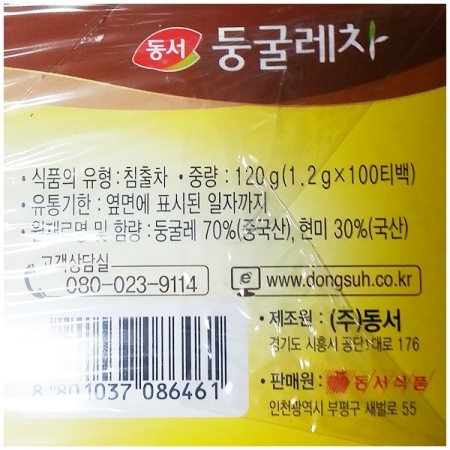 동서 둥굴레차
• 식품의 유형 : 침출차 • 중량 : 120g(1.2g×100티백)
• 유통기한 : 옆면에 표시된 일자까지
• 원재료명 및 함량 : 둥굴레 70%(중국산), 현미 30%(국산)
고객상담실
080-023-9114
e www.dongsuh.co.kr
• 제조원 : (주)동서
경기도 시흥시 공단1대로 176
• 판매원 : 동서식품
인천광역시 부평구 새벌로 55
8 801037 086461